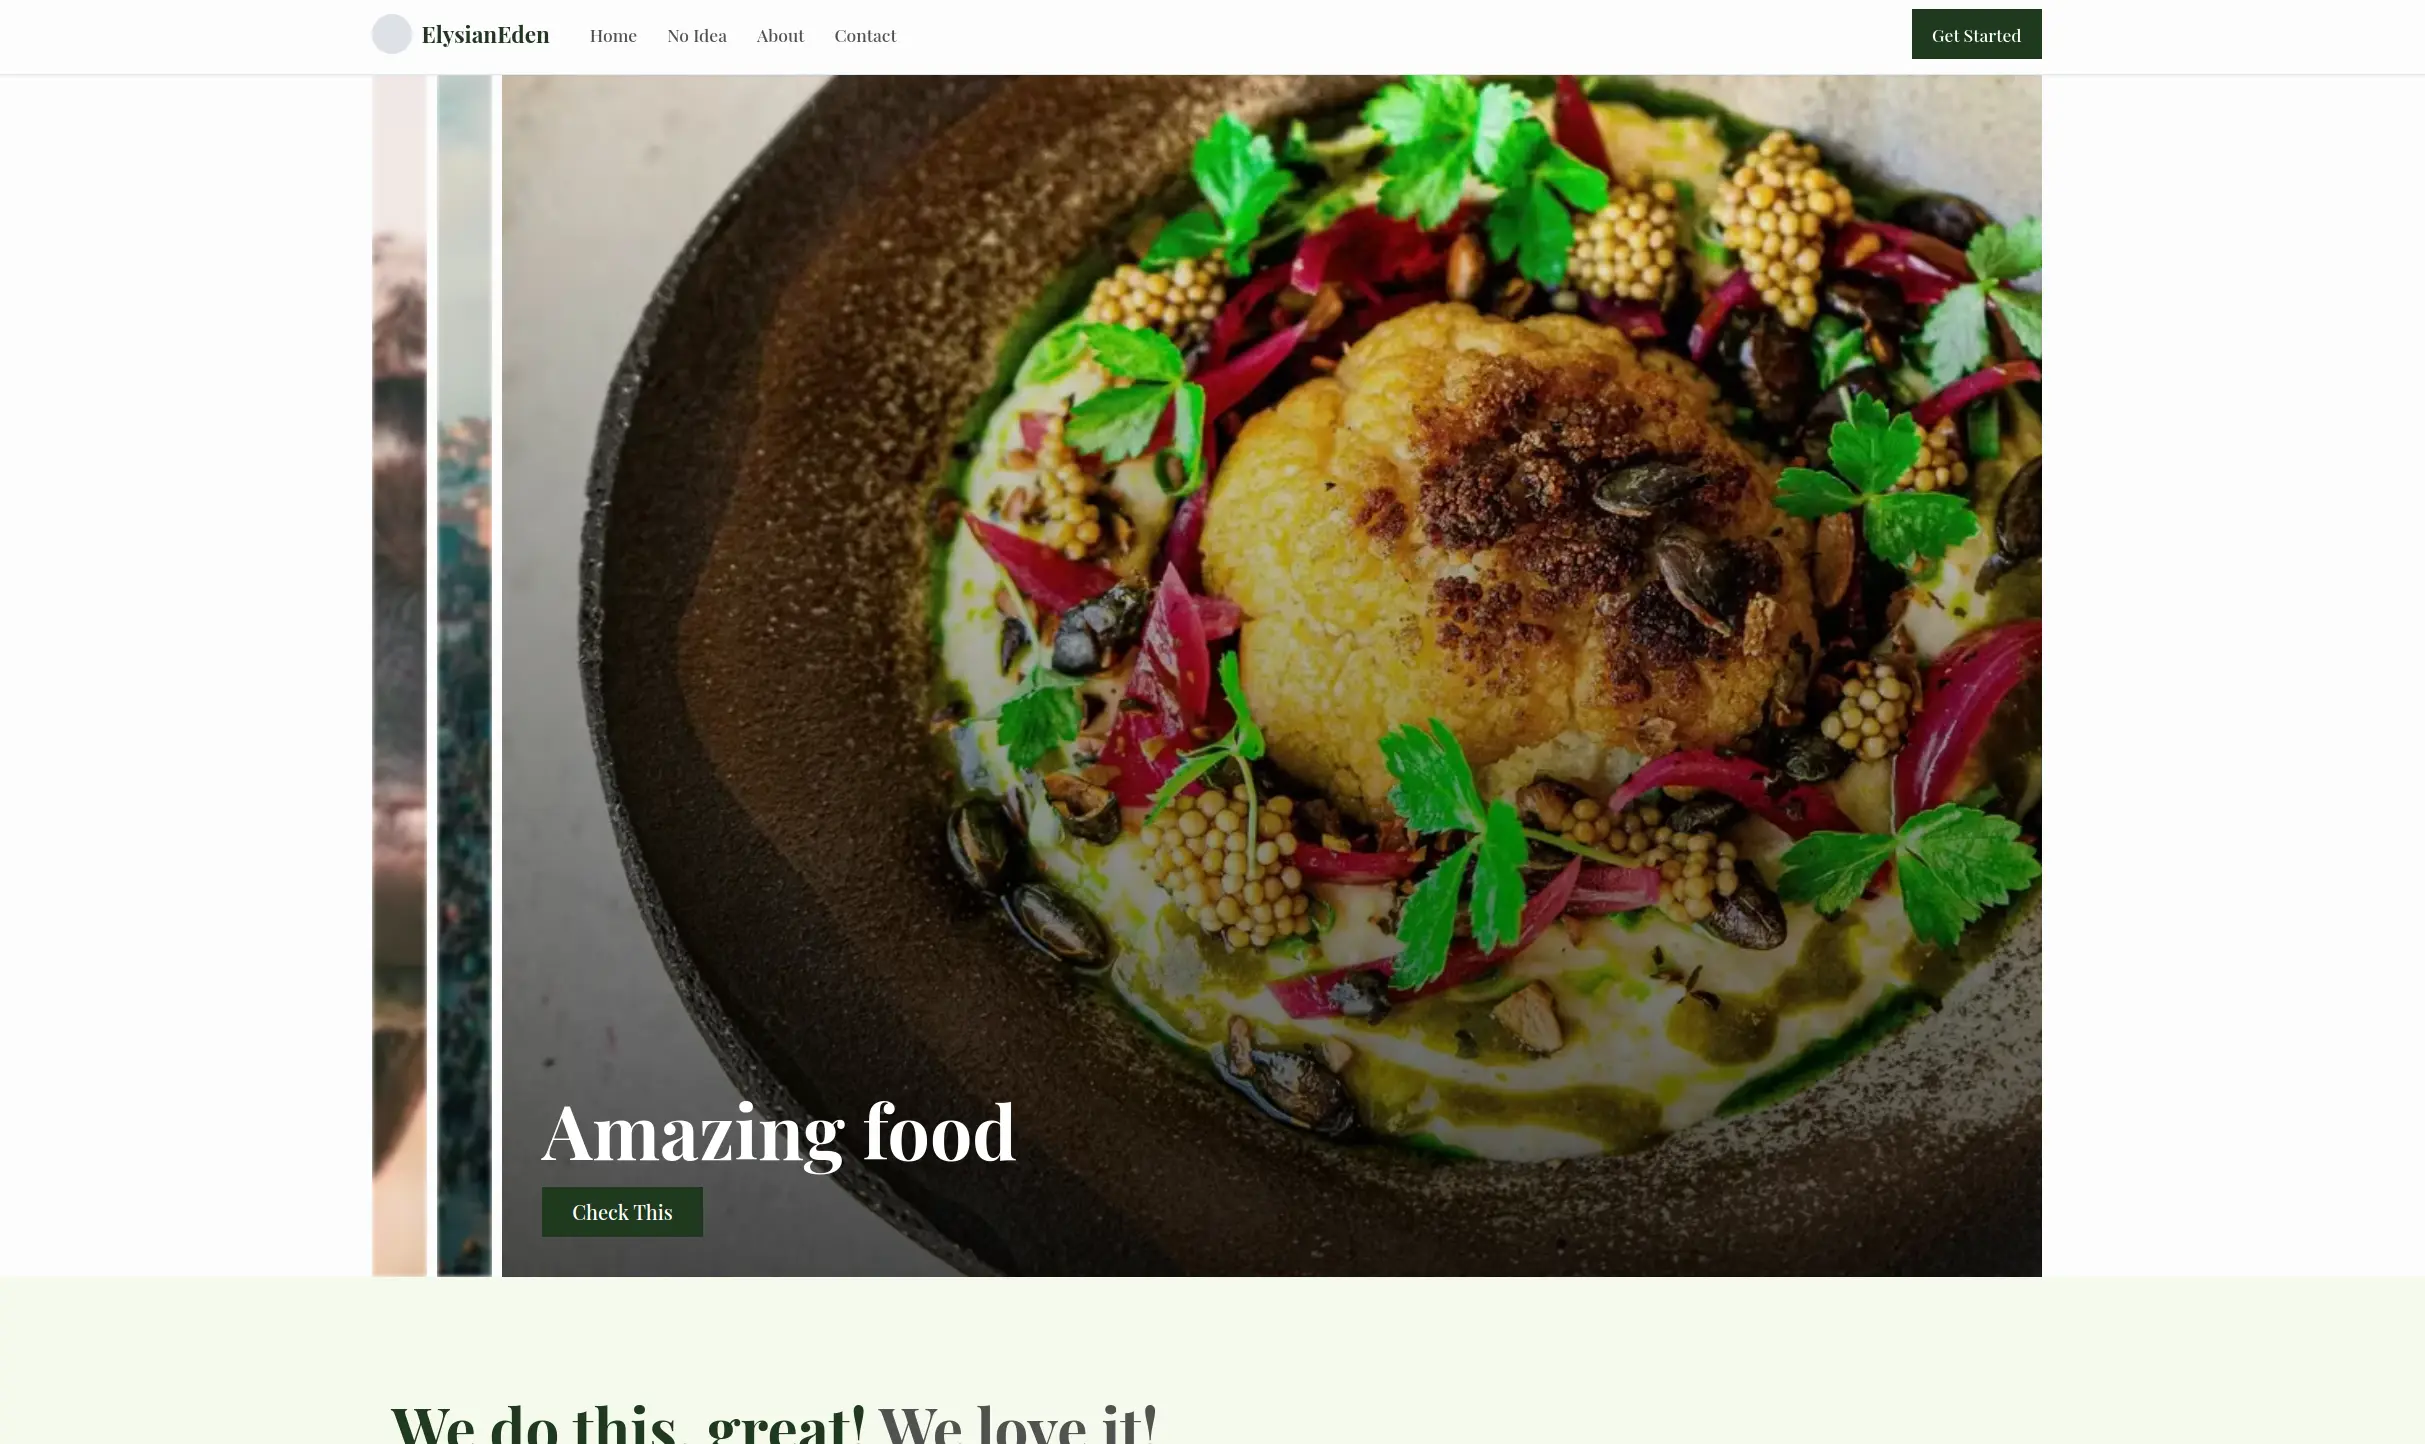 ElysianEden
Home
No Idea
About
Contact
Get Started
Amazing food
Check This
We do this, great! We love it!